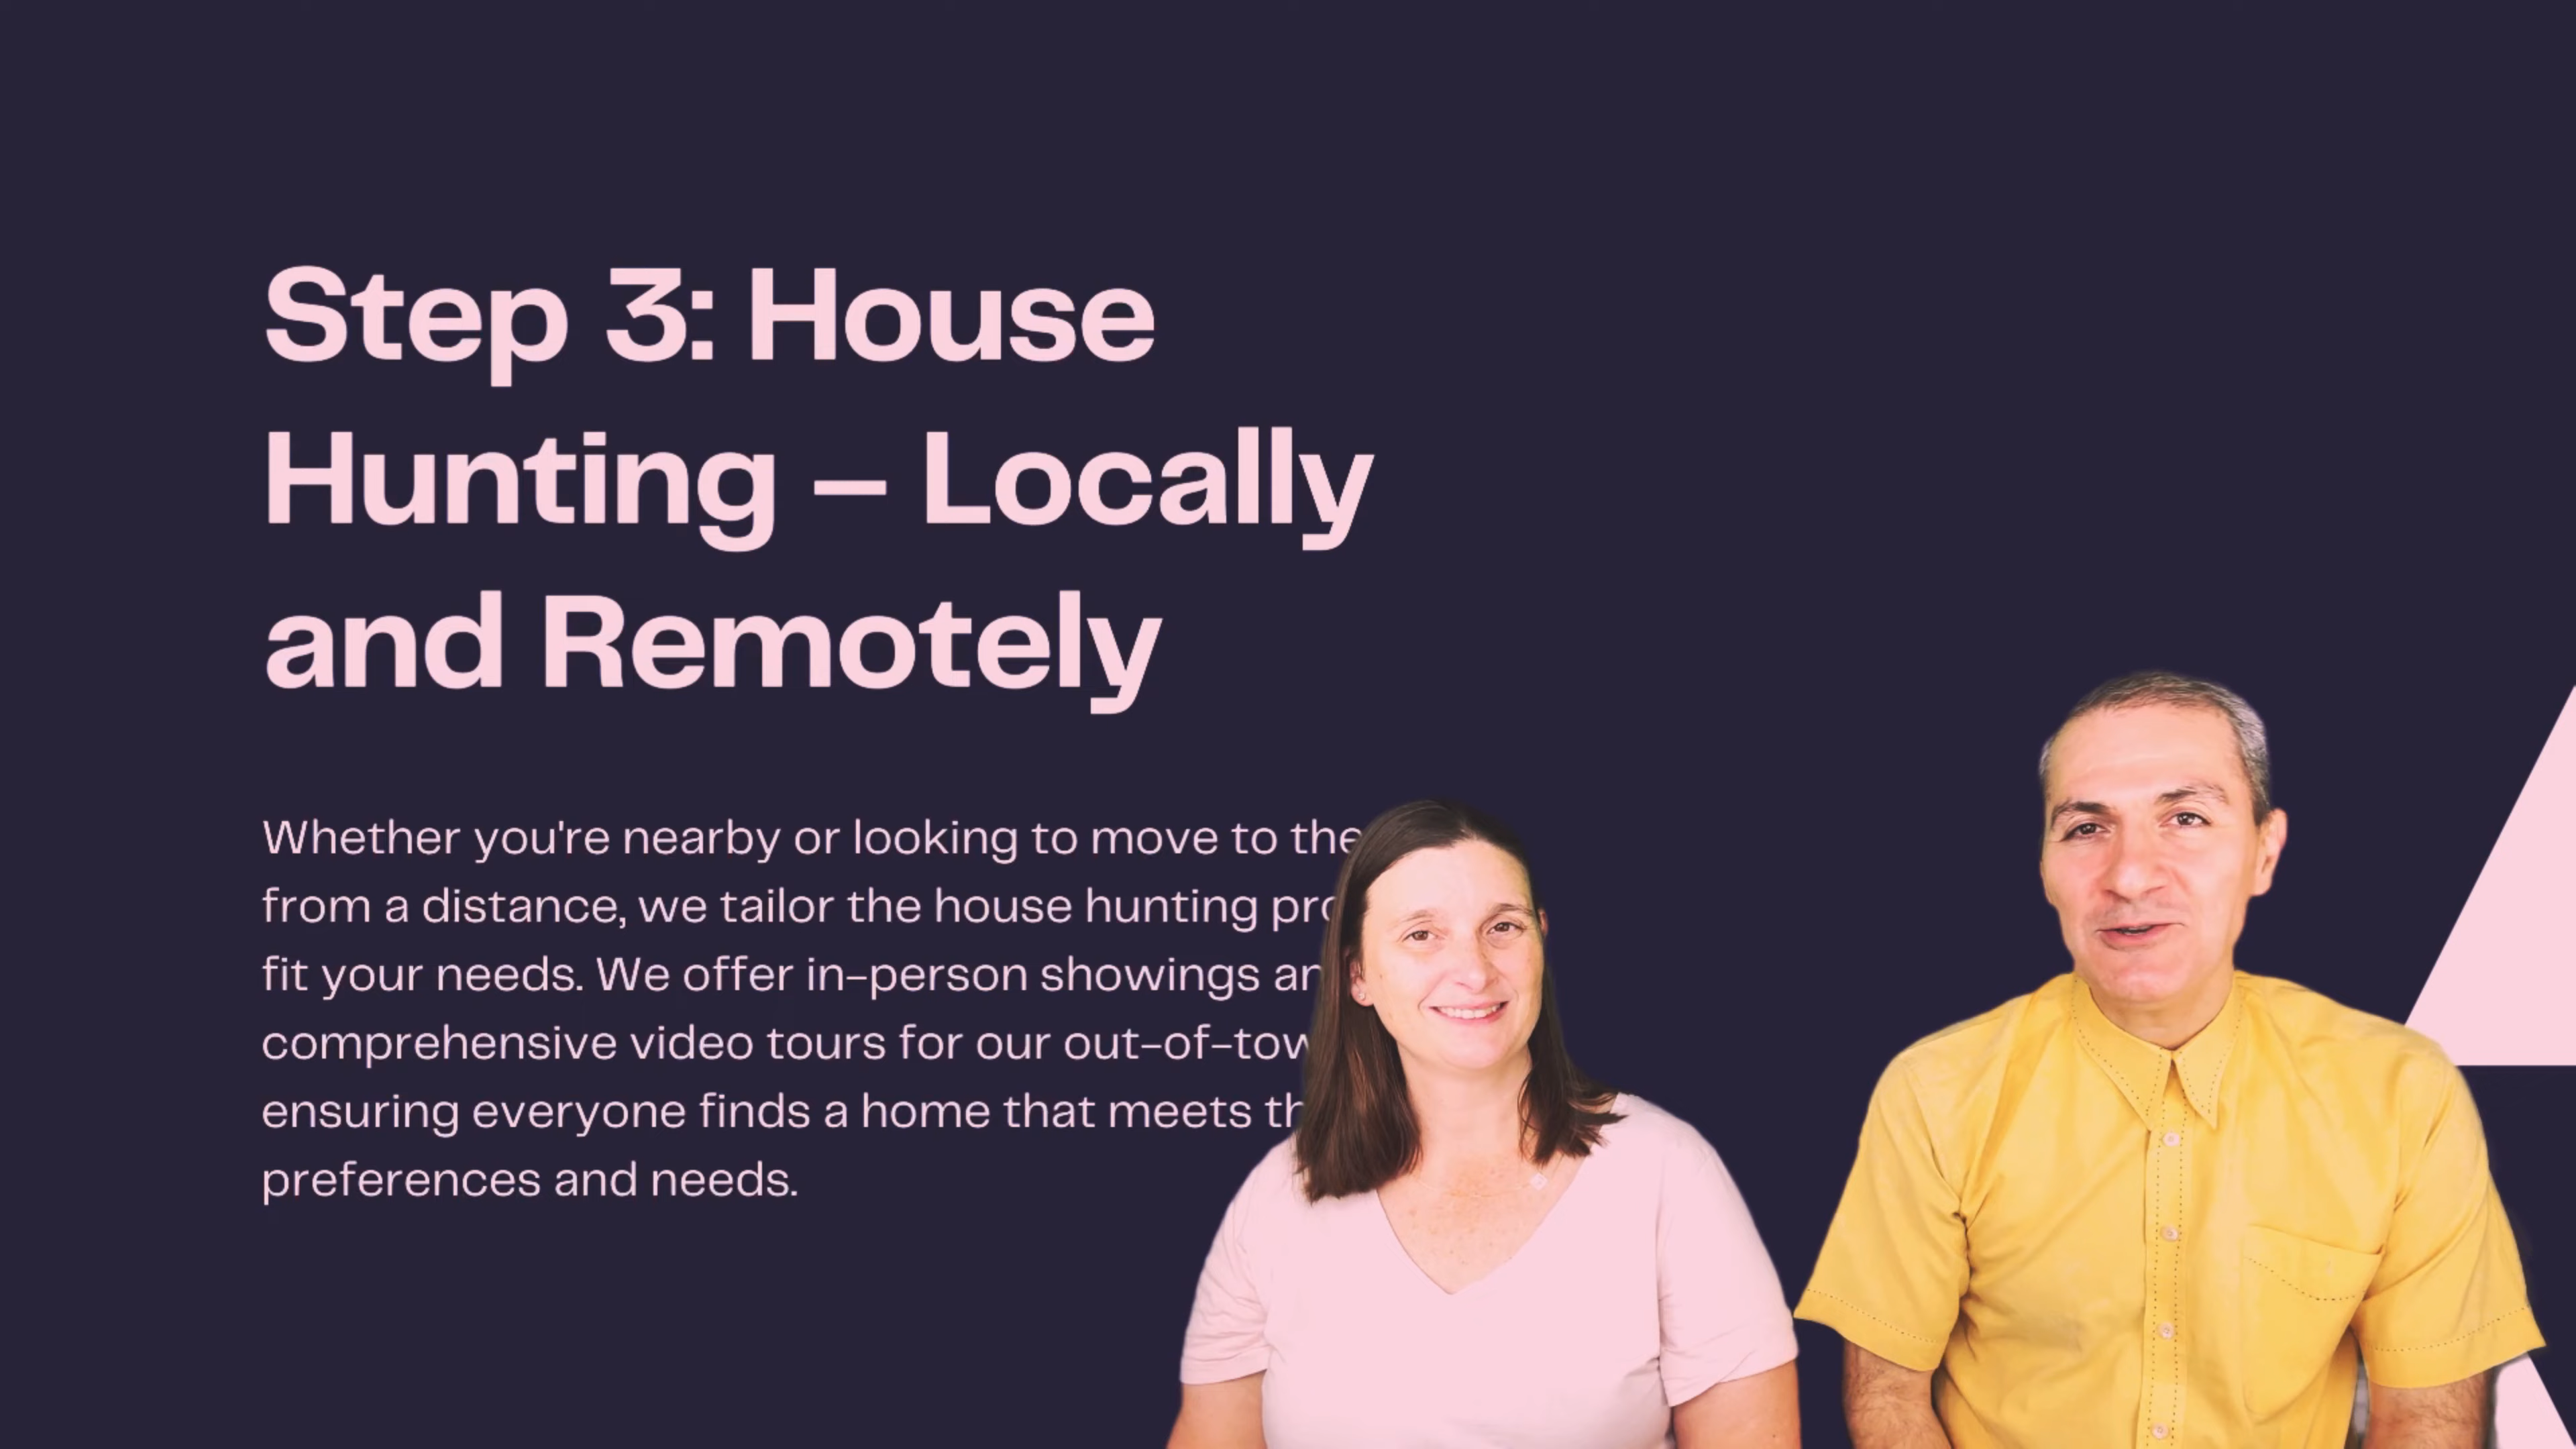 Step 3: House
Hunting – Locally
and Remotely
Whether you're nearby or looking to move to the
from a distance, we tailor the house hunting
fit your needs. We offer in-person showings
comprehensive video tours for our
ensuring everyone finds a home that meets
preferences and needs.